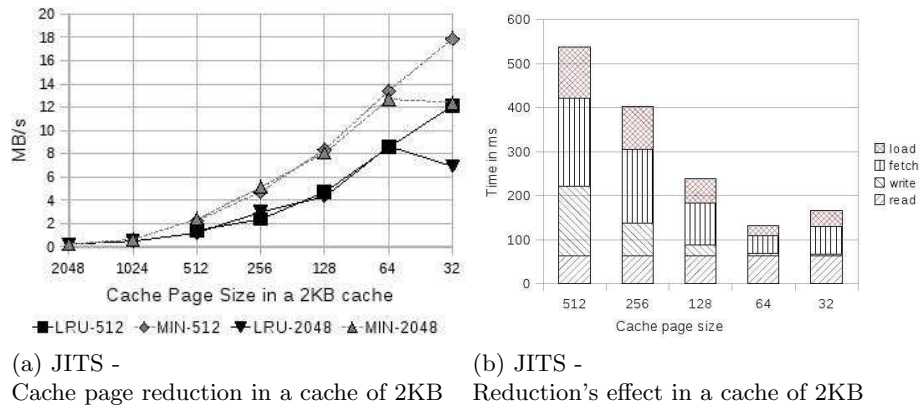 20
18
16
14
12
10
8
6
4
2
0
MB/s
2048 1024 512 256 128 64 32
Cache Page Size in a 2KB cache
LRU-512 MIN-512 LRU-2048 MIN-2048
(a) JITS -
Cache page reduction in a cache of 2KB
600
500
400
300
200
100
0
Time in ms
512 256 128 64 32
Cache page size
load
fetch
write
read
(b) JITS -
Reduction's effect in a cache of 2KB